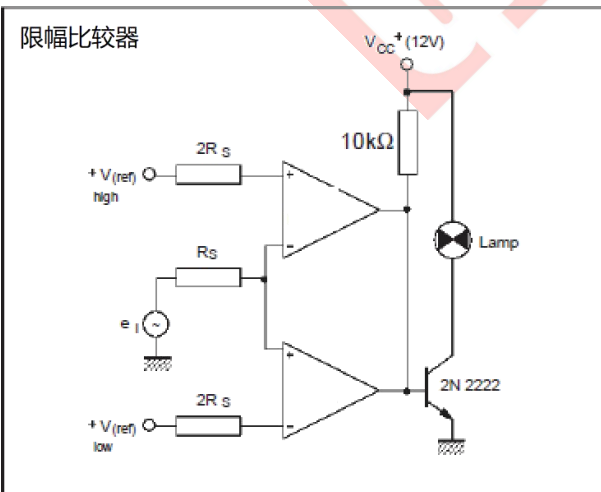 限幅比较器
VCC+ (12V)
10kΩ
2R S
+ V(ref)
high
Lamp
RS
e I
2R S
2N 2222
+ V(ref)
low